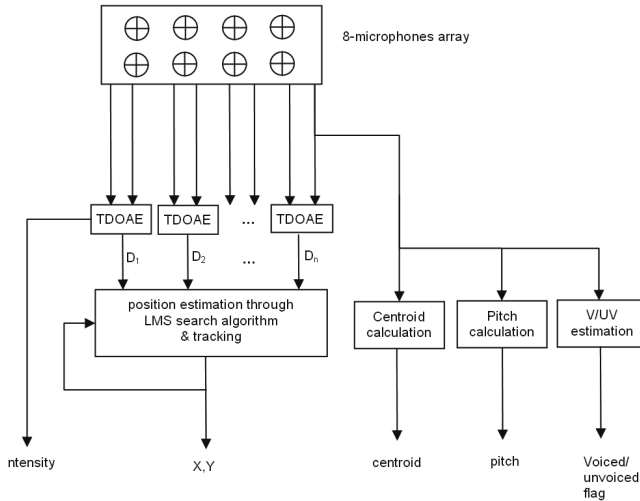 8-microphones array
TDOAE
TDOAE
...
TDOAE
D1
D2
...
Dn
position estimation through
LMS search algorithm
& tracking
Centroid
calculation
Pitch
calculation
V/UV
estimation
ntensity
X,Y
centroid
pitch
Voiced/
unvoiced
flag